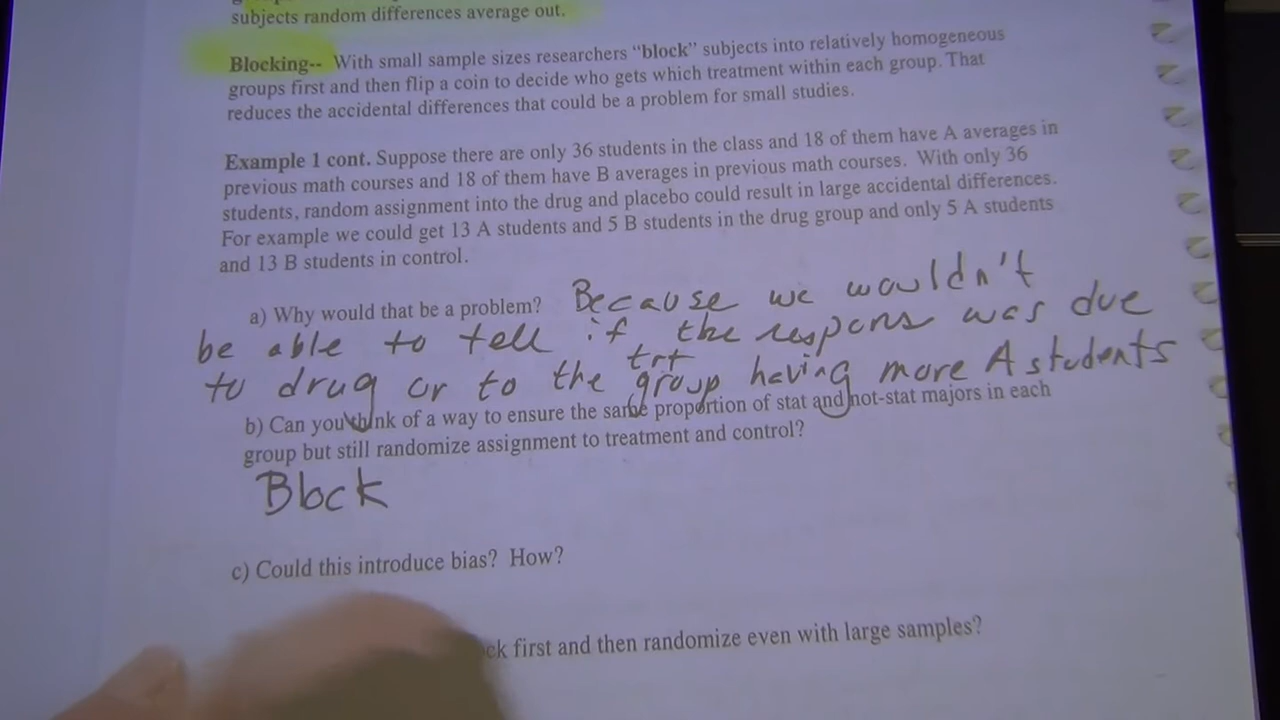 subjects random differences average out.
Blocking-- With small sample sizes researchers “block” subjects into relatively homogeneous
groups first and then flip a coin to decide who gets which treatment within each group. That
reduces the accidental differences that could be a problem for small studies.
Example 1 cont. Suppose there are only 36 students in the class and 18 of them have A averages in
previous math courses and 18 of them have B averages in previous math courses. With only 36
students, random assignment into the drug and placebo could result in large accidental differences.
For example we could get 13 A students and 5 B students in the drug group and only 5 A students
and 13 B students in control.
a) Why would that be a problem? Because we wouldn't
be able to tell if the respons was due
to drug or to the trt group having more A students
b) Can you think of a way to ensure the same proportion of stat and not-stat majors in each
group but still randomize assignment to treatment and control?
Block
c) Could this introduce bias? How?
ck first and then randomize even with large samples?